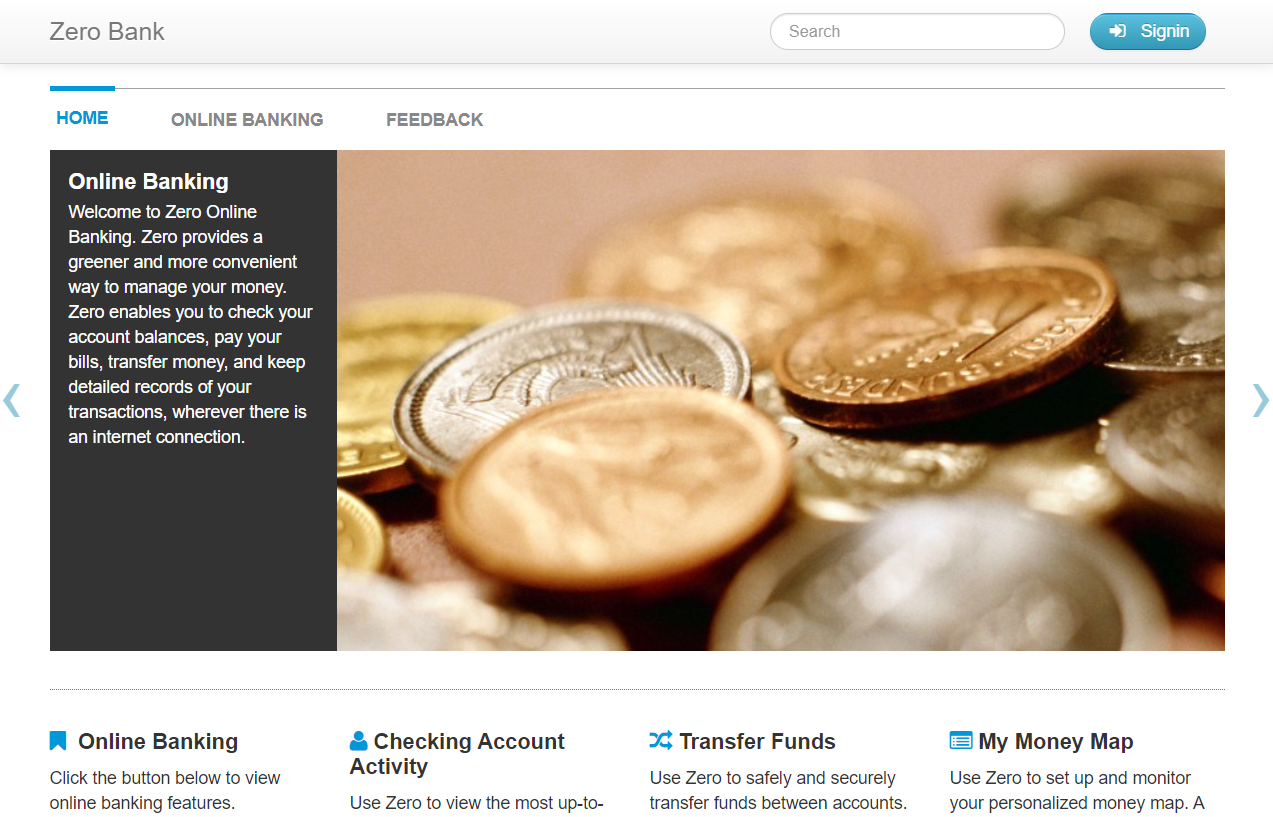 Zero Bank
Search
Signin
HOME
ONLINE BANKING
FEEDBACK
Online Banking
Welcome to Zero Online
Banking. Zero provides a
greener and more convenient
way to manage your money.
Zero enables you to check your
account balances, pay your
bills, transfer money, and keep
detailed records of your
transactions, wherever there is
an internet connection.
1991
Online Banking
Click the button below to view
online banking features.
Checking Account
Activity
Use Zero to view the most up-to-
Transfer Funds
Use Zero to safely and securely
transfer funds between accounts.
My Money Map
Use Zero to set up and monitor
your personalized money map. A